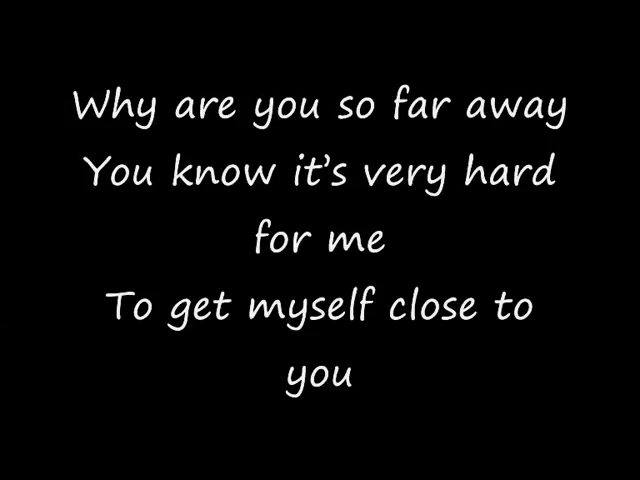 Why are you so far away
You know it's very hard
for me
To get myself close to
you